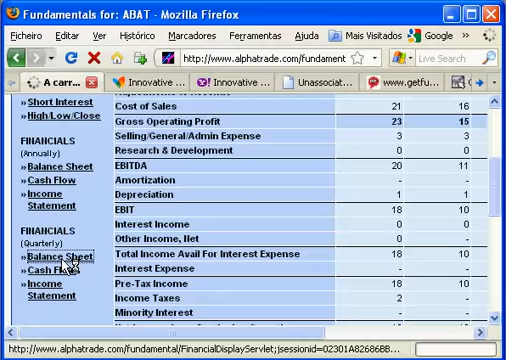 Fundamentals for: ABAT - Mozilla Firefox
Ficheiro Editar Ver Histórico Marcadores Ferramentas Ajuda Mais Visitados Google
http://www.alphatrade.com/fundament Live Search
A carr... Innovative ... Innovative ... Unassociat... www.getfu...
Short Interest
High/Low/Close
FINANCIALS
(Annually)
Balance Sheet
Cash Flow
Income
Statement
FINANCIALS
(Quarterly)
Balance Sheet
Cash
Income
Statement
Cost of Sales 21 16
Gross Operating Profit 23 15
Selling/General/Admin Expense 3 3
Research & Development 0 0
EBITDA 20 11
Amortization - -
Depreciation 1 1
EBIT 18 10
Interest Income 0 0
Other Income, Net 0 -
Total Income Avail For Interest Expense 18 10
Interest Expense - -
Pre-Tax Income 18 10
Income Taxes 2 -
Minority Interest - -
http://www.alphatrade.com/fundamental/FinancialDisplayServlet;jsessionid=02301A82686BB...